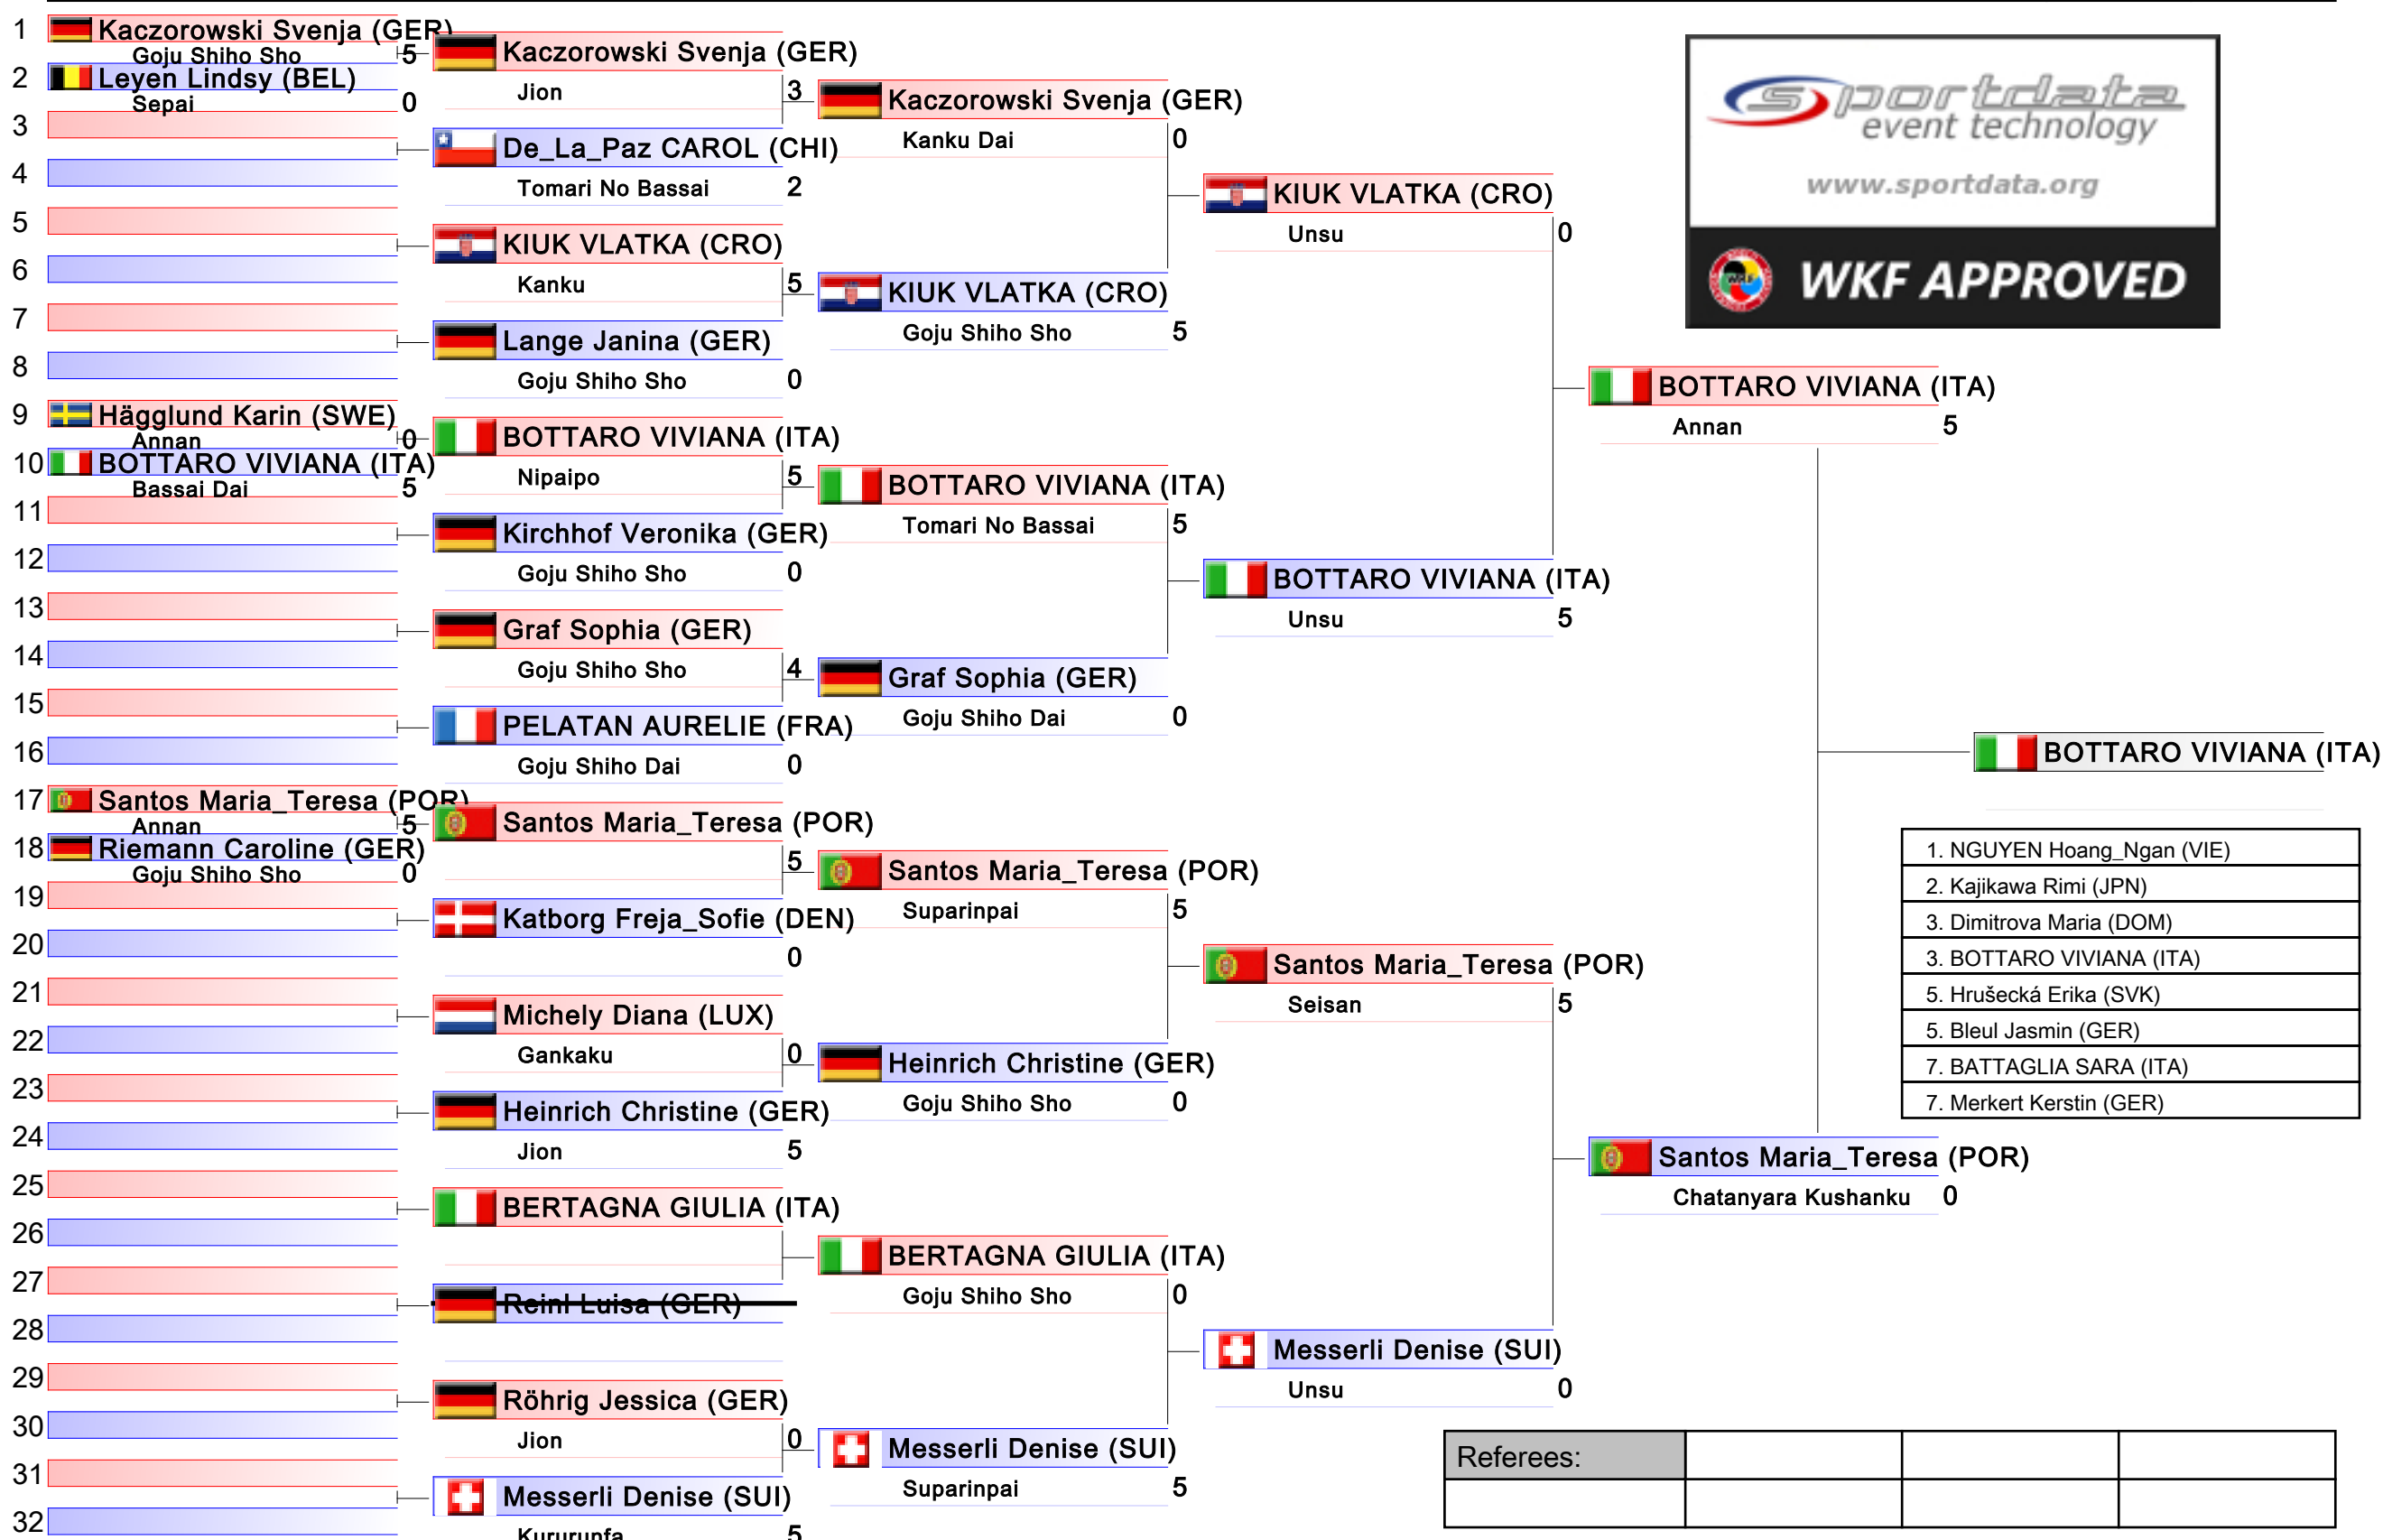 1 Kaczorowski Svenja (GER)
Goju Shiho Sho 5
2 Leyen Lindsy (BEL)
Sepai 0
3
4
5
6
7
8
9 Hägglund Karin (SWE)
Annan 0
10 BOTTARO VIVIANA (ITA)
Bassai Dai 5
11
12
13
14
15
16
17 Santos Maria_Teresa (POR)
Annan 5
18 Riemann Caroline (GER)
Goju Shiho Sho 0
19
20
21
22
23
24
25
26
27
28
29
30
31
32
Kaczorowski Svenja (GER)
Jion 3
De_La_Paz CAROL (CHI)
Tomari No Bassai 2
KIUK VLATKA (CRO)
Kanku 5
Lange Janina (GER)
Goju Shiho Sho 0
BOTTARO VIVIANA (ITA)
Nipaipo 5
Kirchhof Veronika (GER)
Goju Shiho Sho 0
Graf Sophia (GER)
Goju Shiho Sho 4
PELATAN AURELIE (FRA)
Goju Shiho Dai 0
Santos Maria_Teresa (POR)
5
Katborg Freja_Sofie (DEN)
0
Michely Diana (LUX)
Gankaku 0
Heinrich Christine (GER)
Jion 5
BERTAGNA GIULIA (ITA)
Reinl Luisa (GER)
Röhrig Jessica (GER)
Jion 0
Messerli Denise (SUI)
Kururunfa 5
Kaczorowski Svenja (GER)
Kanku Dai 0
KIUK VLATKA (CRO)
Goju Shiho Sho 5
BOTTARO VIVIANA (ITA)
Tomari No Bassai 5
Graf Sophia (GER)
Goju Shiho Dai 0
Santos Maria_Teresa (POR)
Suparinpai 5
Heinrich Christine (GER)
Goju Shiho Sho 0
BERTAGNA GIULIA (ITA)
Goju Shiho Sho 0
Messerli Denise (SUI)
Suparinpai 5
KIUK VLATKA (CRO)
Unsu 0
BOTTARO VIVIANA (ITA)
Unsu 5
Santos Maria_Teresa (POR)
Seisan 5
Messerli Denise (SUI)
Unsu 0
BOTTARO VIVIANA (ITA)
Annan 5
Santos Maria_Teresa (POR)
Chatanyara Kushanku 0
BOTTARO VIVIANA (ITA)
sportdata
event technology
www.sportdata.org
WKF
WKF APPROVED
1. NGUYEN Hoang_Ngan (VIE)
2. Kajikawa Rimi (JPN)
3. Dimitrova Maria (DOM)
3. BOTTARO VIVIANA (ITA)
5. Hrušecká Erika (SVK)
5. Bleul Jasmin (GER)
7. BATTAGLIA SARA (ITA)
7. Merkert Kerstin (GER)
Referees: